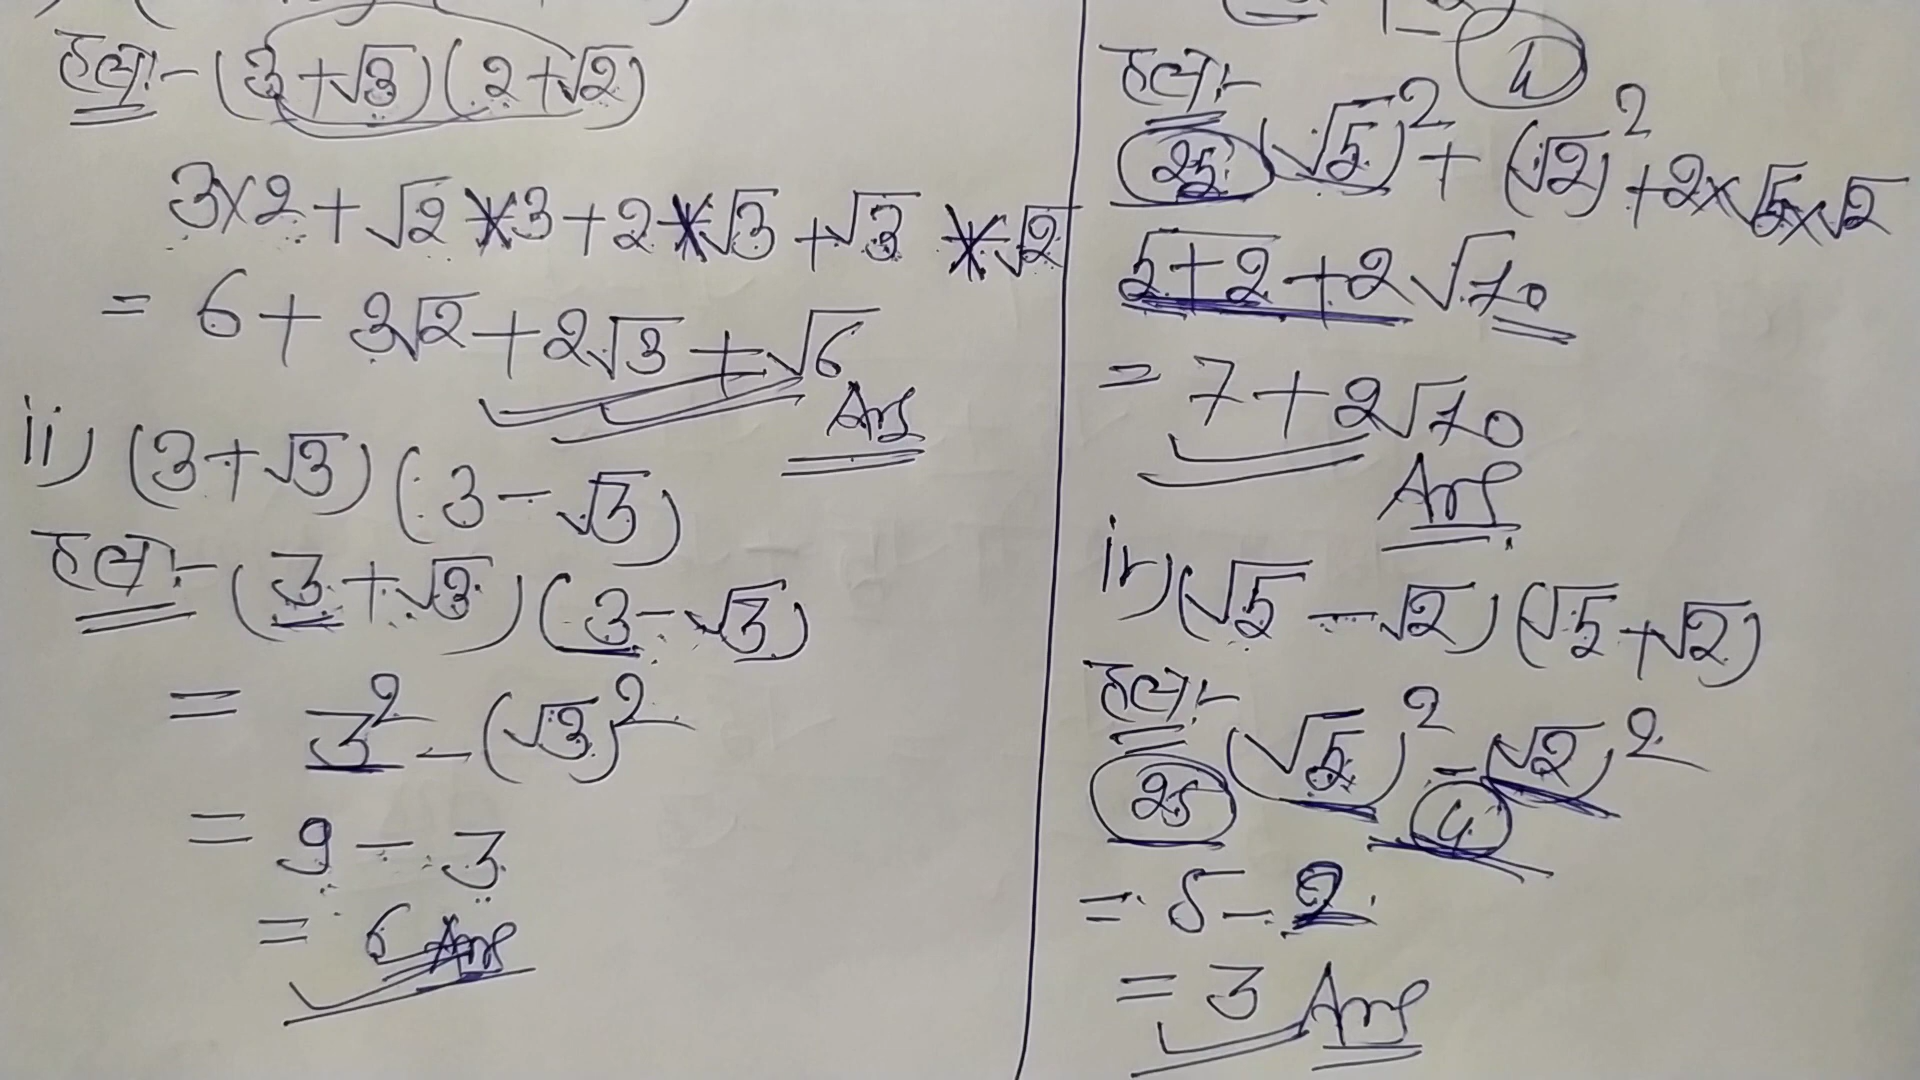 हल:- (3+√3)(2+√2)
3×2+√2×3+2×√3+√3×√2
= 6+3√2+2√3+√6
Ans
ii) (3+√3)(3-√3)
हल:- (3+√3)(3-√3)
= 3²-(√3)²
= 9-3
= 6 Ans
4
हल:-
25 (√5)²+(√2)²+2×√5×√2
5+2+2√10
= 7+2√10
Ans
iv) (√5-√2)(√5+√2)
हल:-
25 (√5)²-(√2)²
4
= 5-2
= 3 Ans